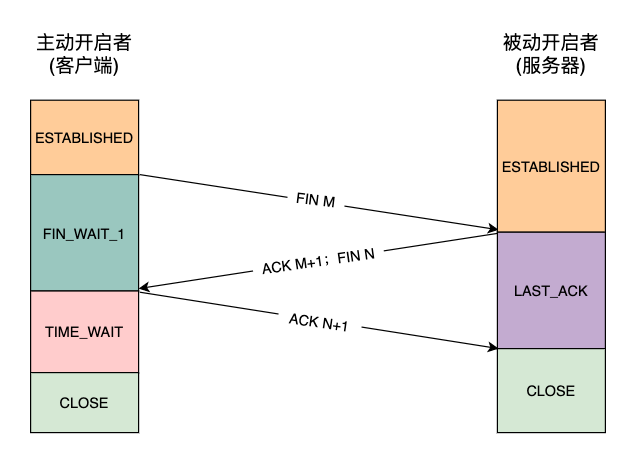 主动开启者
(客户端)
被动开启者
(服务器)
ESTABLISHED
ESTABLISHED
FIN M
FIN_WAIT_1
ACK M+1；FIN N
LAST_ACK
ACK N+1
TIME_WAIT
CLOSE
CLOSE